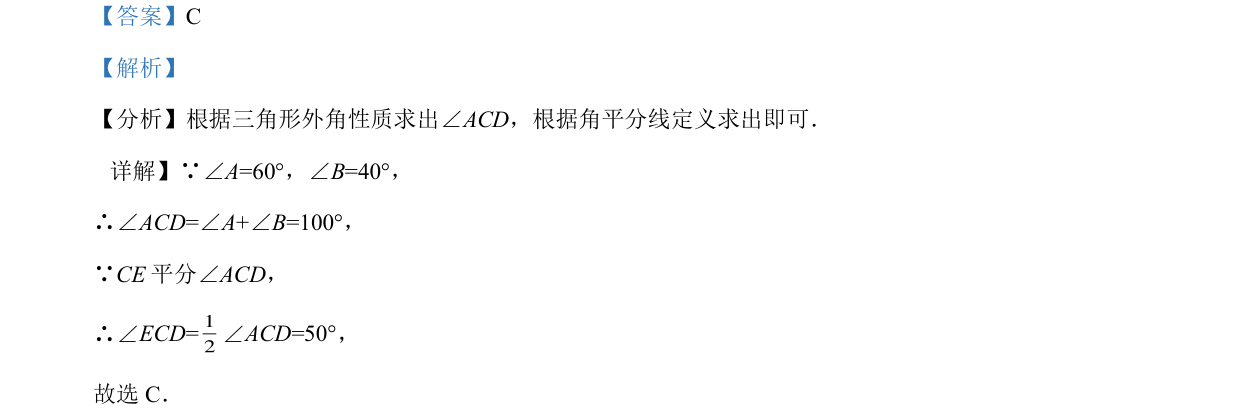 【答案】C
【解析】
【分析】根据三角形外角性质求出∠ACD，根据角平分线定义求出即可．
详解】∵∠A=60°，∠B=40°，
∴∠ACD=∠A+∠B=100°，
∵CE 平分∠ACD，
∴∠ECD=1/2∠ACD=50°，
故选 C．